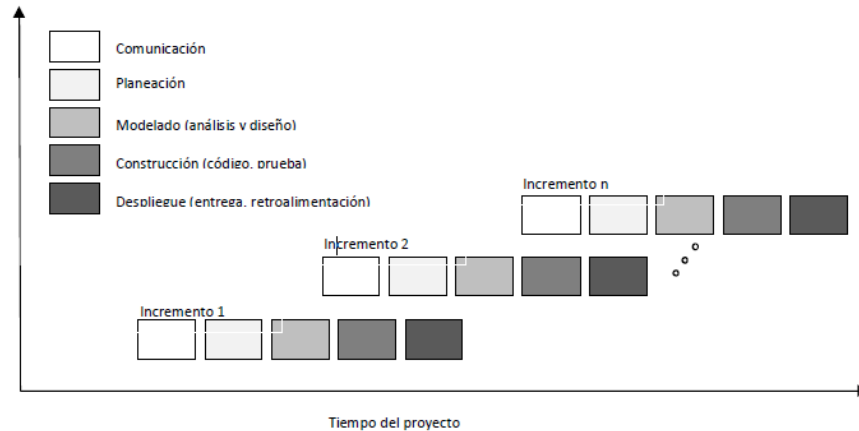 Comunicación
Planeación
Modelado (análisis y diseño)
Construcción (código, prueba)
Despliegue (entrega, retroalimentación)
Incremento n
Incremento 2
Incremento 1
Tiempo del proyecto